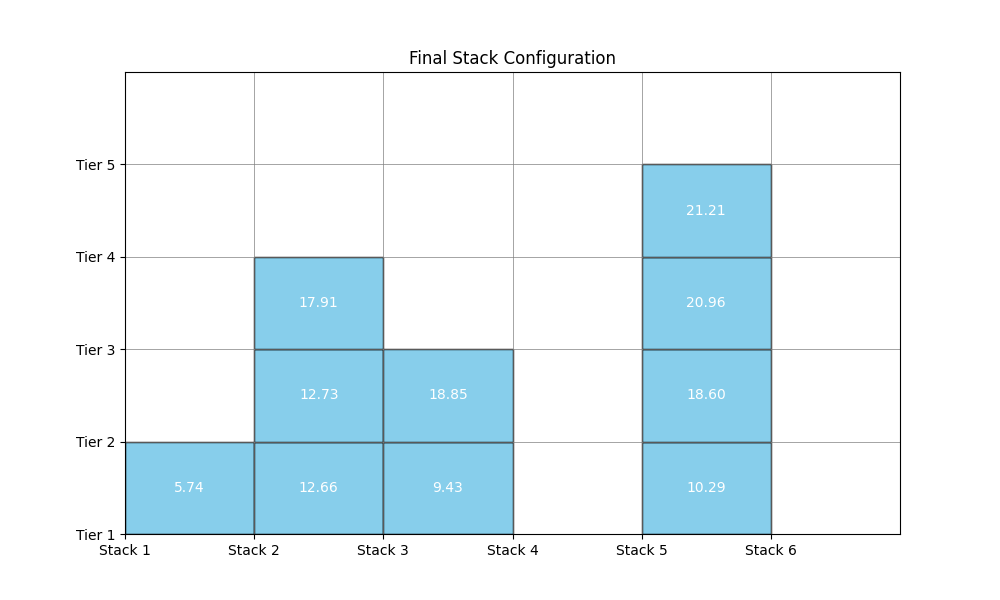 Final Stack Configuration
Tier 5
21.21
Tier 4
17.91
20.96
Tier 3
12.73
18.85
18.60
Tier 2
5.74
12.66
9.43
10.29
Tier 1
Stack 1
Stack 2
Stack 3
Stack 4
Stack 5
Stack 6